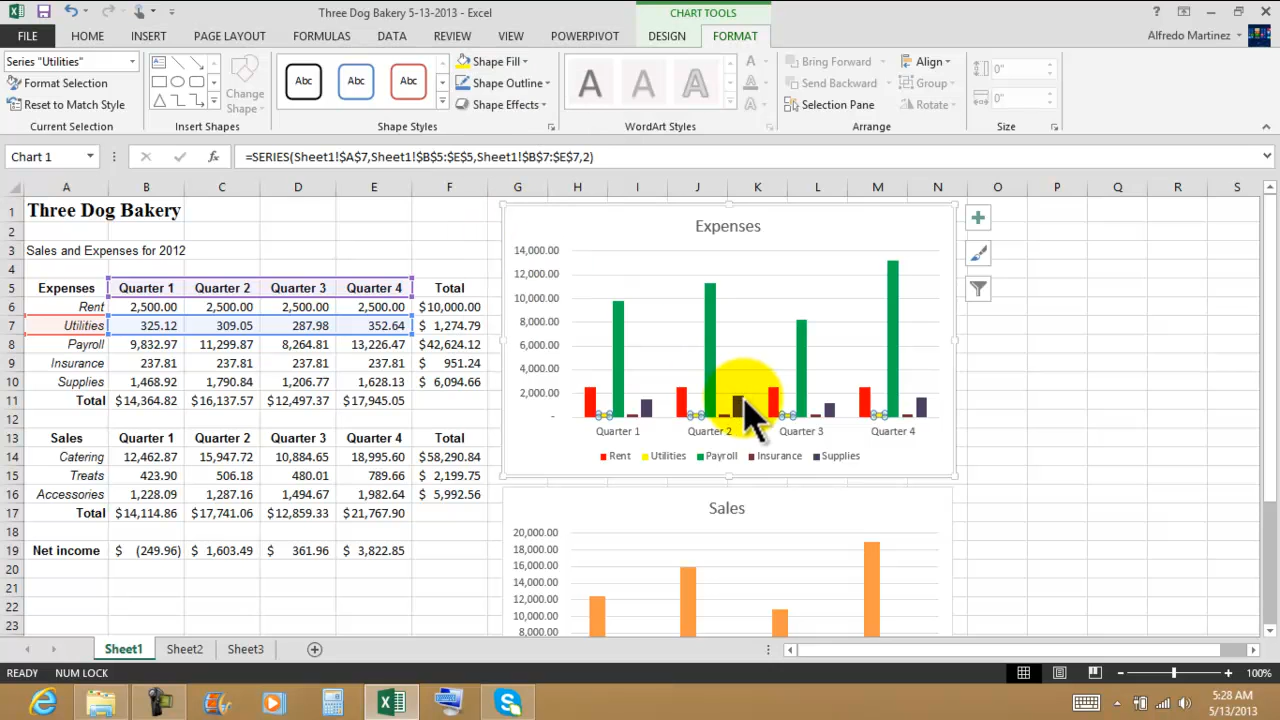 Three Dog Bakery 5-13-2013 - Excel
CHART TOOLS
?
FILE HOME INSERT PAGE LAYOUT FORMULAS DATA REVIEW VIEW POWERPIVOT DESIGN FORMAT Alfredo Martinez
Series "Utilities"
Format Selection
Reset to Match Style
Current Selection
Change Shape
Insert Shapes
Abc Abc Abc
Shape Fill
Shape Outline
Shape Effects
Shape Styles
A A A
WordArt Styles
Bring Forward
Send Backward
Selection Pane
Align
Group
Rotate
Arrange
0"
0"
Size
Chart 1 fx =SERIES(Sheet1!$A$7,Sheet1!$B$5:$E$5,Sheet1!$B$7:$E$7,2)
A B C D E F G H I J K L M N O P Q R S
1 Three Dog Bakery
2
3 Sales and Expenses for 2012
4
5 Expenses Quarter 1 Quarter 2 Quarter 3 Quarter 4 Total
6 Rent 2,500.00 2,500.00 2,500.00 2,500.00 $10,000.00
7 Utilities 325.12 309.05 287.98 352.64 $ 1,274.79
8 Payroll 9,832.97 11,299.87 8,264.81 13,226.47 $42,624.12
9 Insurance 237.81 237.81 237.81 237.81 $ 951.24
10 Supplies 1,468.92 1,790.84 1,206.77 1,628.13 $ 6,094.66
11 Total $14,364.82 $16,137.57 $12,497.37 $17,945.05
12
13 Sales Quarter 1 Quarter 2 Quarter 3 Quarter 4 Total
14 Catering 12,462.87 15,947.72 10,884.65 18,995.60 $58,290.84
15 Treats 423.90 506.18 480.01 789.66 $ 2,199.75
16 Accessories 1,228.09 1,287.16 1,494.67 1,982.64 $ 5,992.56
17 Total $14,114.86 $17,741.06 $12,859.33 $21,767.90
18
19 Net income $ (249.96) $ 1,603.49 $ 361.96 $ 3,822.85
20
21
22
23
Expenses
14,000.00
12,000.00
10,000.00
8,000.00
6,000.00
4,000.00
2,000.00
-
Quarter 1 Quarter 2 Quarter 3 Quarter 4
Rent Utilities Payroll Insurance Supplies
Sales
20,000.00
18,000.00
16,000.00
14,000.00
12,000.00
10,000.00
8,000.00
Sheet1 Sheet2 Sheet3
READY NUM LOCK 100%
5:28 AM
5/13/2013